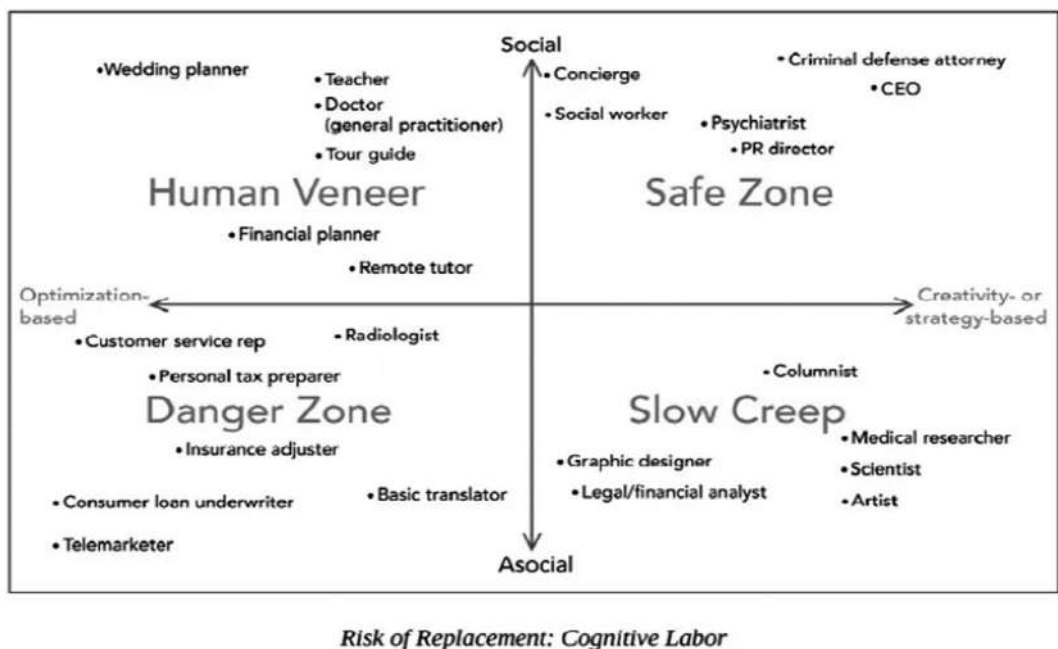 Social
• Wedding planner
• Teacher
• Doctor
(general practitioner)
• Tour guide
Human Veneer
• Financial planner
• Remote tutor
• Concierge
• Social worker
• Criminal defense attorney
• CEO
• Psychiatrist
• PR director
Safe Zone
Optimization-
based
Creativity- or
strategy-based
• Customer service rep
• Radiologist
• Personal tax preparer
Danger Zone
• Insurance adjuster
• Consumer loan underwriter
• Basic translator
• Telemarketer
• Columnist
Slow Creep
• Medical researcher
• Graphic designer
• Scientist
• Legal/financial analyst
• Artist
Asocial
Risk of Replacement: Cognitive Labor